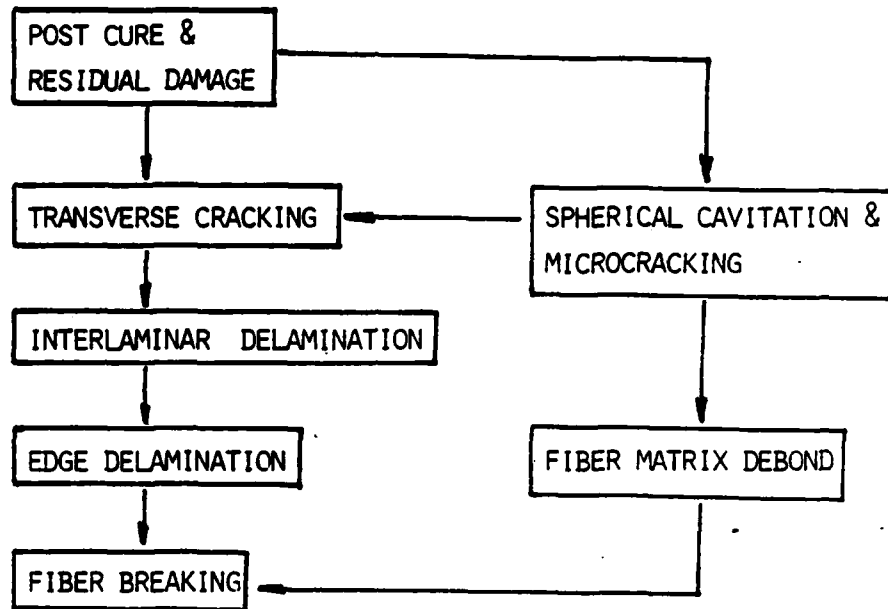 POST CURE &
RESIDUAL DAMAGE
TRANSVERSE CRACKING
SPHERICAL CAVITATION &
MICROCRACKING
INTERLAMINAR DELAMINATION
EDGE DELAMINATION
FIBER MATRIX DEBOND
FIBER BREAKING